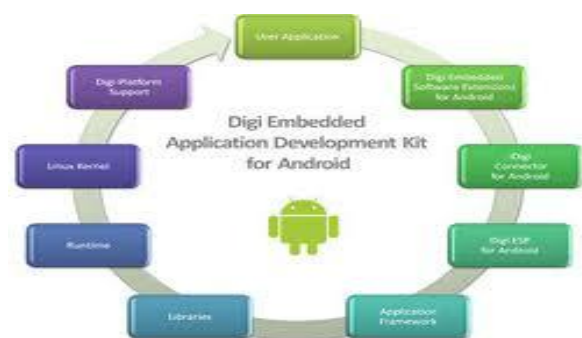 User Application
Digi Embedded
Software Extensions
for Android
iDigi
Connector
for Android
Digi ESP
for Android
Application
Framework
Libraries
Runtime
Linux Kernel
Digi Platform
Support
Digi Embedded
Application Development Kit
for Android